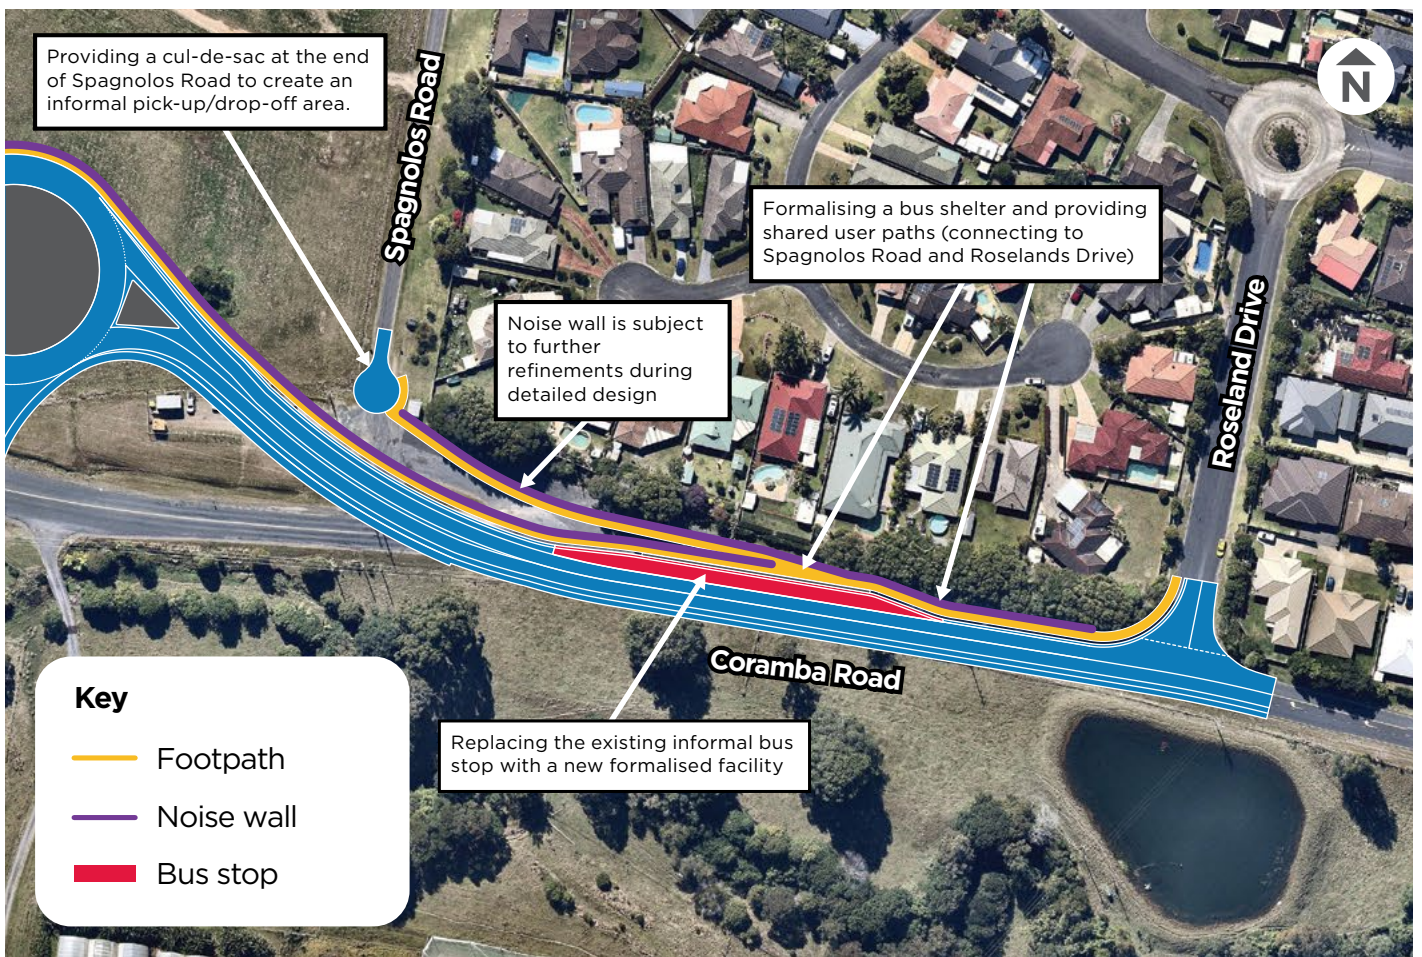 Providing a cul-de-sac at the end
of Spagnolos Road to create an
informal pick-up/drop-off area.
Spagnolos Road
N
Formalising a bus shelter and providing
shared user paths (connecting to
Spagnolos Road and Roselands Drive)
Noise wall is subject
to further
refinements during
detailed design
Roseland Drive
Coramba Road
Replacing the existing informal bus
stop with a new formalised facility
Key
Footpath
Noise wall
Bus stop